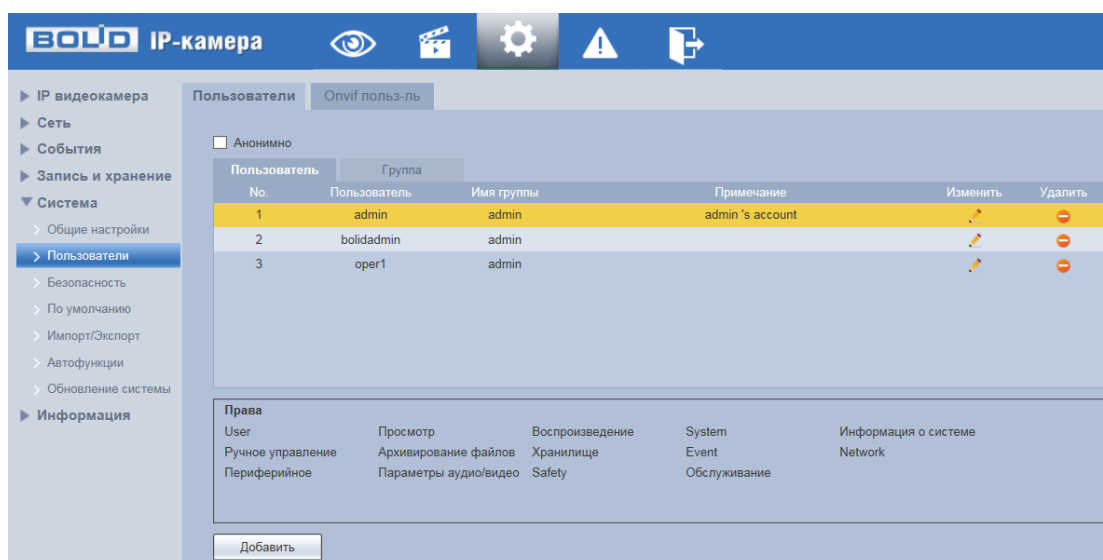 BOLID IP-камера
IP видеокамера
Сеть
События
Запись и хранение
Система
Общие настройки
Пользователи
Безопасность
По умолчанию
Импорт/Экспорт
Автофункции
Обновление системы
Информация
Пользователи Onvif польз-ль
Анонимно
Пользователь Группа
No. Пользователь Имя группы Примечание Изменить Удалить
1 admin admin admin 's account
2 bolidadmin admin
3 oper1 admin
Права
User Просмотр Воспроизведение System Информация о системе
Ручное управление Архивирование файлов Хранилище Event Network
Периферийное Параметры аудио/видео Safety Обслуживание
Добавить